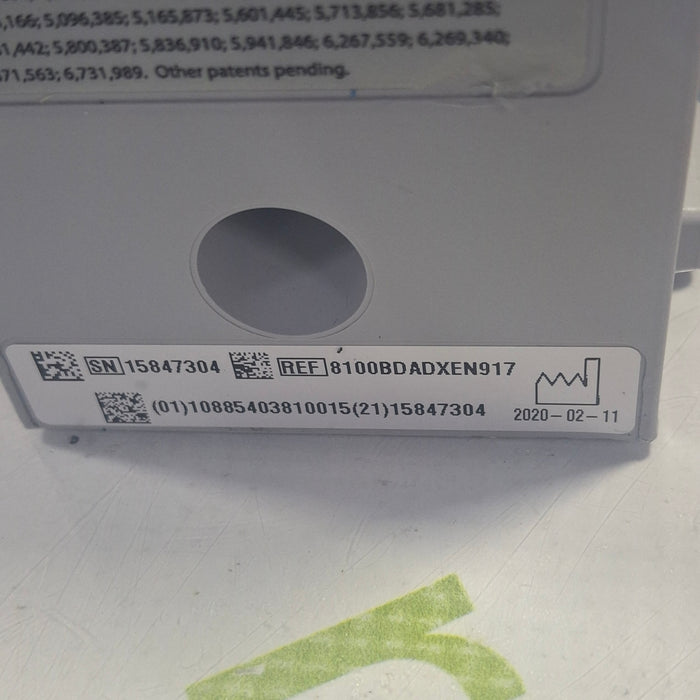 ,166; 5,096,385; 5,165,873; 5,601,445; 5,713,856; 5,681,285;
1,442; 5,800,387; 5,836,910; 5,941,846; 6,267,559; 6,269,340;
71,563; 6,731,989. Other patents pending.
SN 15847304 REF 8100BDADXEN917
(01)10885403810015(21)15847304
2020-02-11